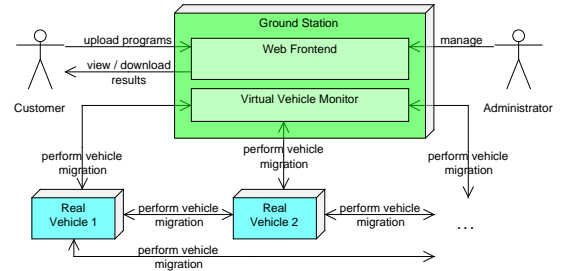 Ground Station
upload programs
Web Frontend
manage
view / download
results
Customer
Virtual Vehicle Monitor
Administrator
perform vehicle
migration
perform vehicle
migration
perform vehicle
migration
Real
Vehicle 1
perform vehicle
migration
Real
Vehicle 2
perform vehicle
migration
...
perform vehicle
migration